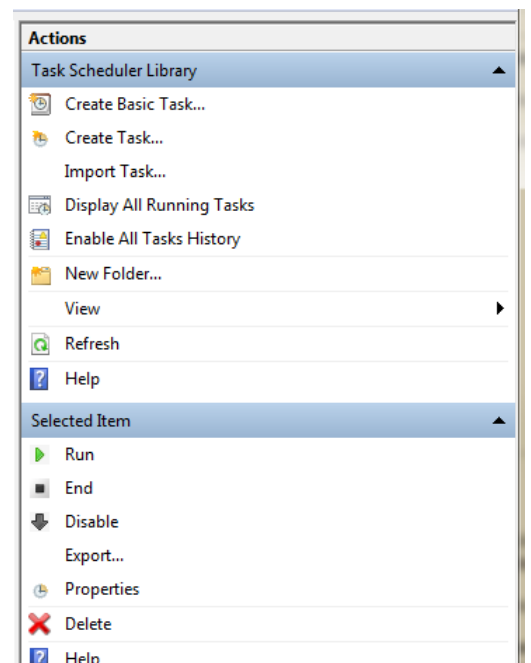 Actions
Task Scheduler Library
Create Basic Task...
Create Task...
Import Task...
Display All Running Tasks
Enable All Tasks History
New Folder...
View
Refresh
Help
Selected Item
Run
End
Disable
Export...
Properties
Delete
Help